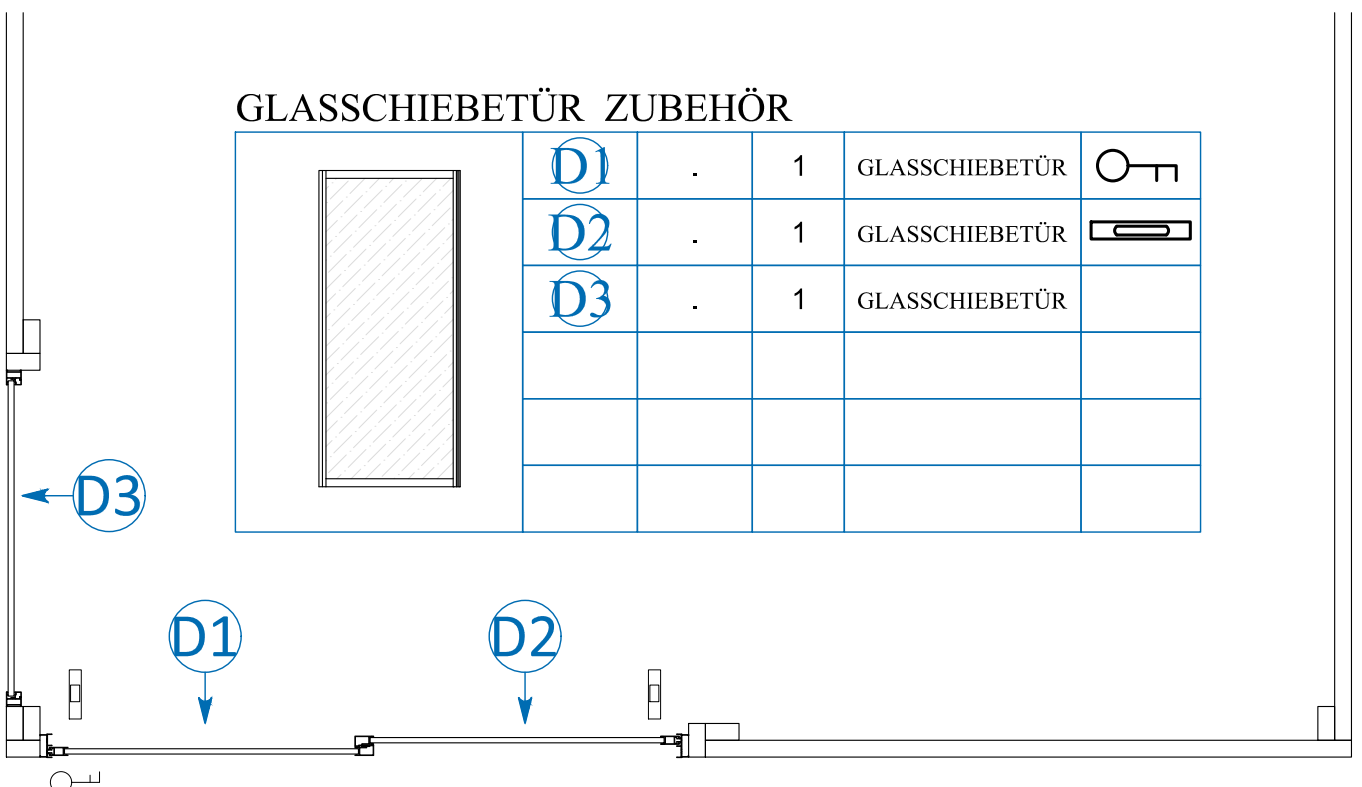 GLASSCHIEBETÜR ZUBEHÖR
D1 . 1 GLASSCHIEBETÜR
D2 . 1 GLASSCHIEBETÜR
D3 . 1 GLASSCHIEBETÜR
D3
D1
D2